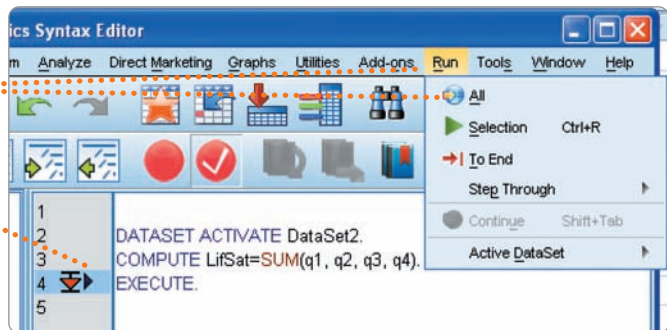 ics Syntax Editor
m Analyze Direct Marketing Graphs Utilities Add-ons Run Tools Window Help
All
Selection Ctrl+R
To End
Step Through
Continue Shift+Tab
Active DataSet
1
2 DATASET ACTIVATE DataSet2.
3 COMPUTE LifSat=SUM(q1, q2, q3, q4).
4 EXECUTE.
5